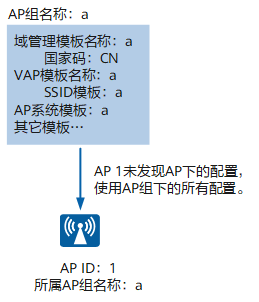 AP组名称：a
域管理模板名称：a
国家码：CN
VAP模板名称：a
SSID模板：a
AP系统模板：a
其它模板…
AP 1未发现AP下的配置，
使用AP组下的所有配置。
AP ID：1
所属AP组名称：a